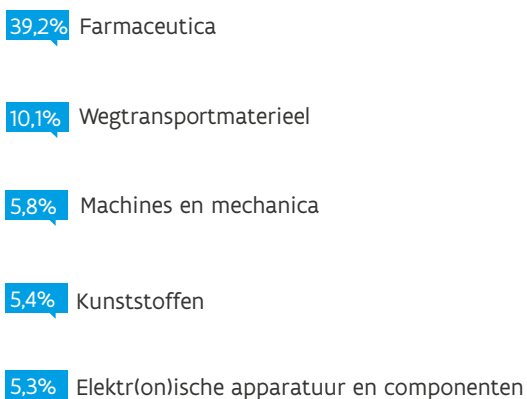 39,2% Farmaceutica
10,1% Wegtransportmaterieel
5,8% Machines en mechanica
5,4% Kunststoffen
5,3% Elektr(on)ische apparatuur en componenten